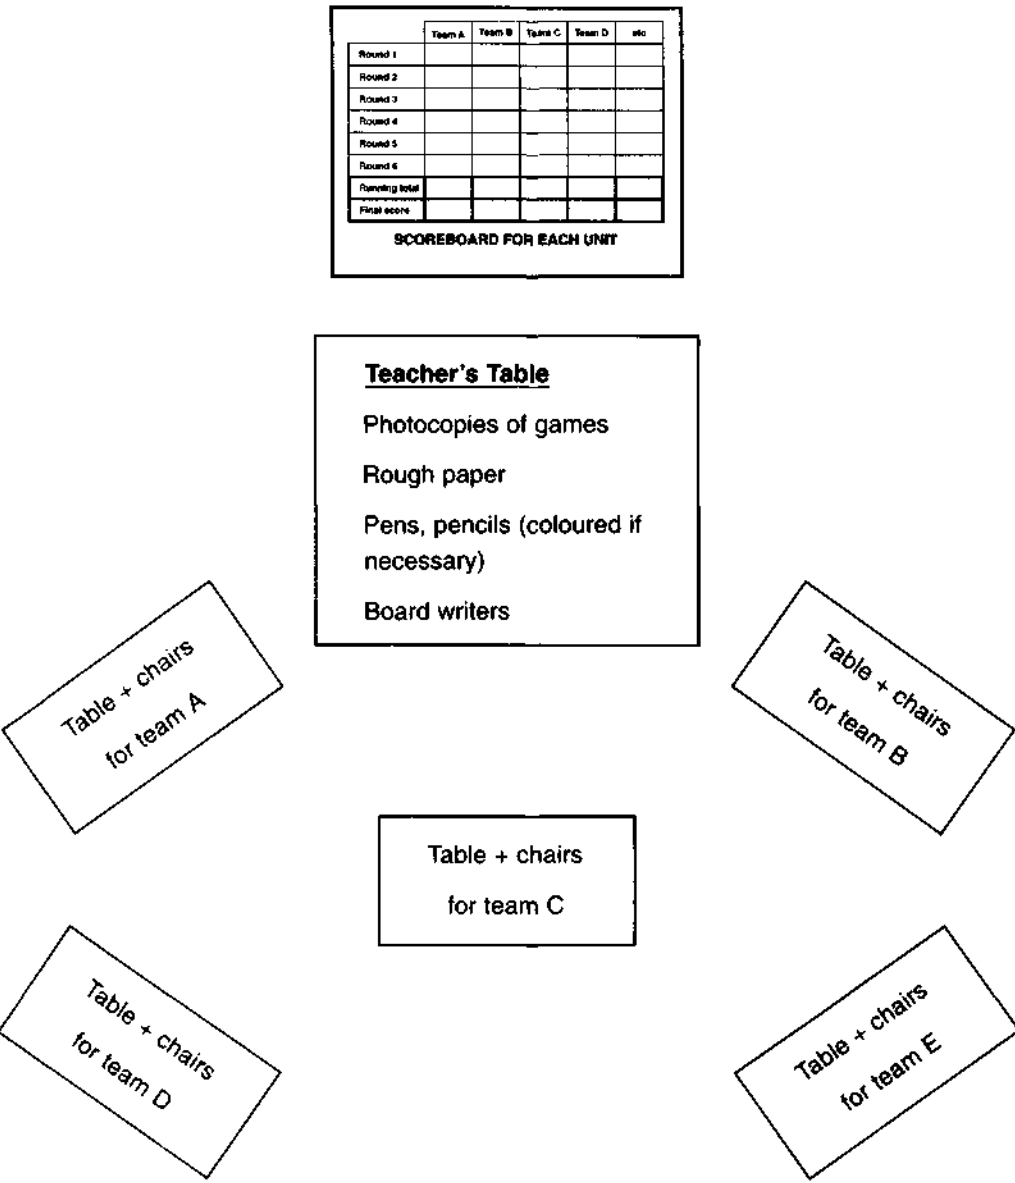 Team A Team B Team C Team D etc
Round 1
Round 2
Round 3
Round 4
Round 5
Round 6
Running total
Final score
SCOREBOARD FOR EACH UNIT
Teacher's Table
Photocopies of games
Rough paper
Pens, pencils (coloured if
necessary)
Board writers
Table + chairs
for team A
Table + chairs
for team B
Table + chairs
for team C
Table + chairs
for team D
Table + chairs
for team E